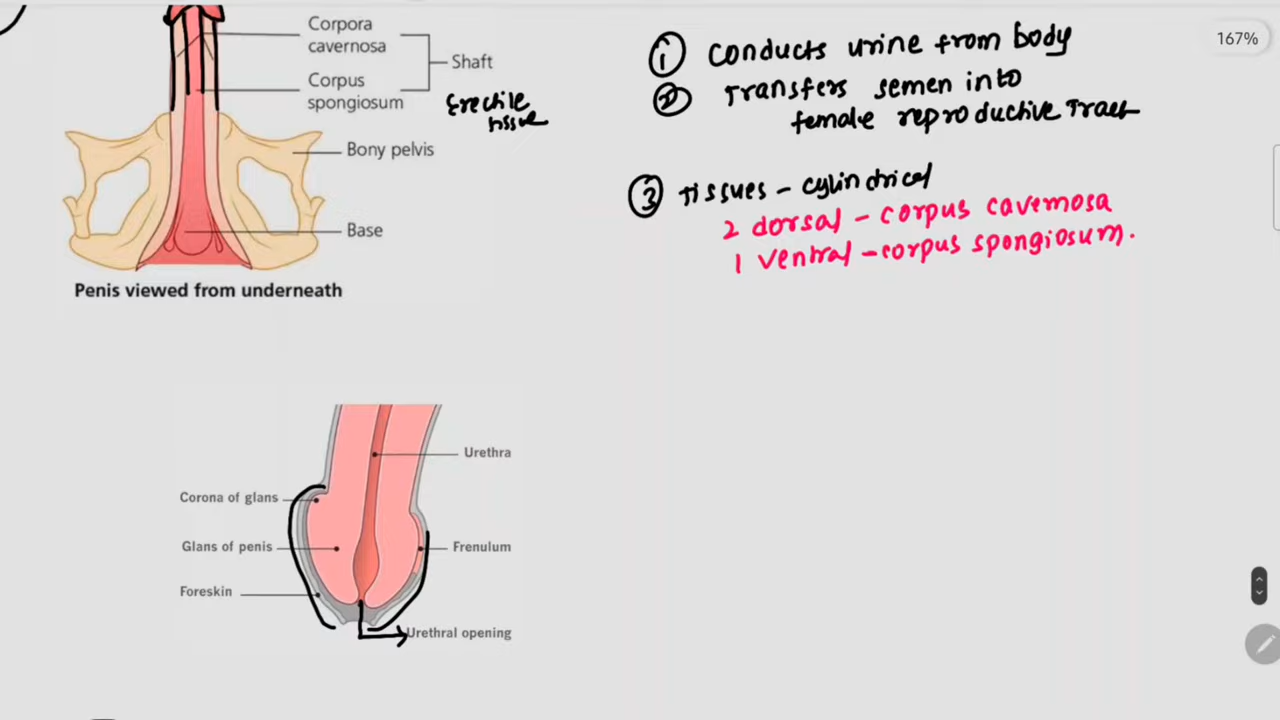 Corpora
cavernosa
Corpus
spongiosum
Shaft
Erectile
tissue
Bony pelvis
Base
Penis viewed from underneath
① conducts urine from body
② Transfers semen into
female reproductive Tract
③ Tissues - cylindrical
2 dorsal - corpus cavernosa
1 ventral - corpus spongiosum.
167%
Urethra
Corona of glans
Glans of penis
Frenulum
Foreskin
Urethral opening